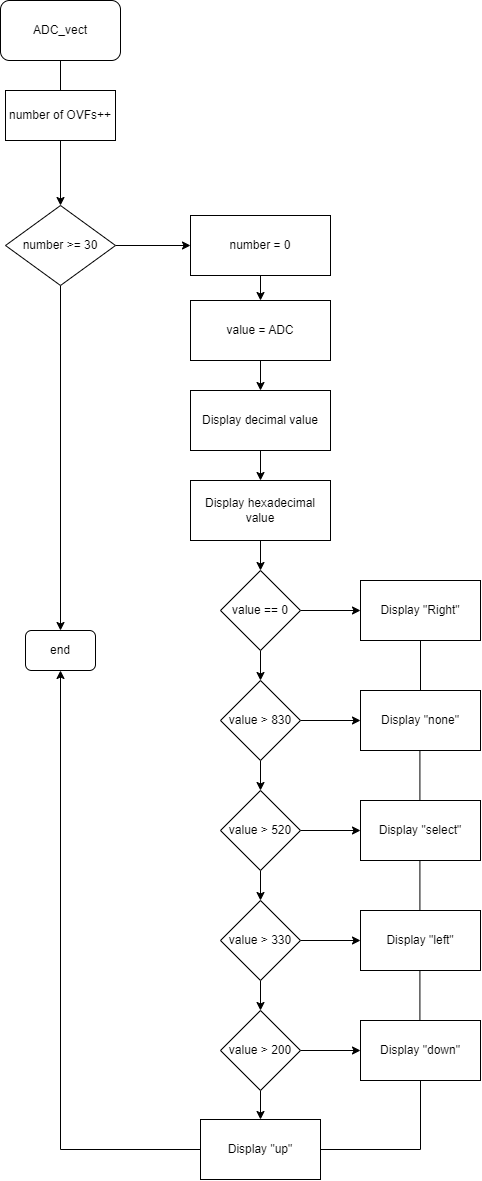 ADC_vect
number of OVFs++
number >= 30
number = 0
value = ADC
Display decimal value
Display hexadecimal
value
value == 0
Display "Right"
end
value > 830
Display "none"
value > 520
Display "select"
value > 330
Display "left"
value > 200
Display "down"
Display "up"